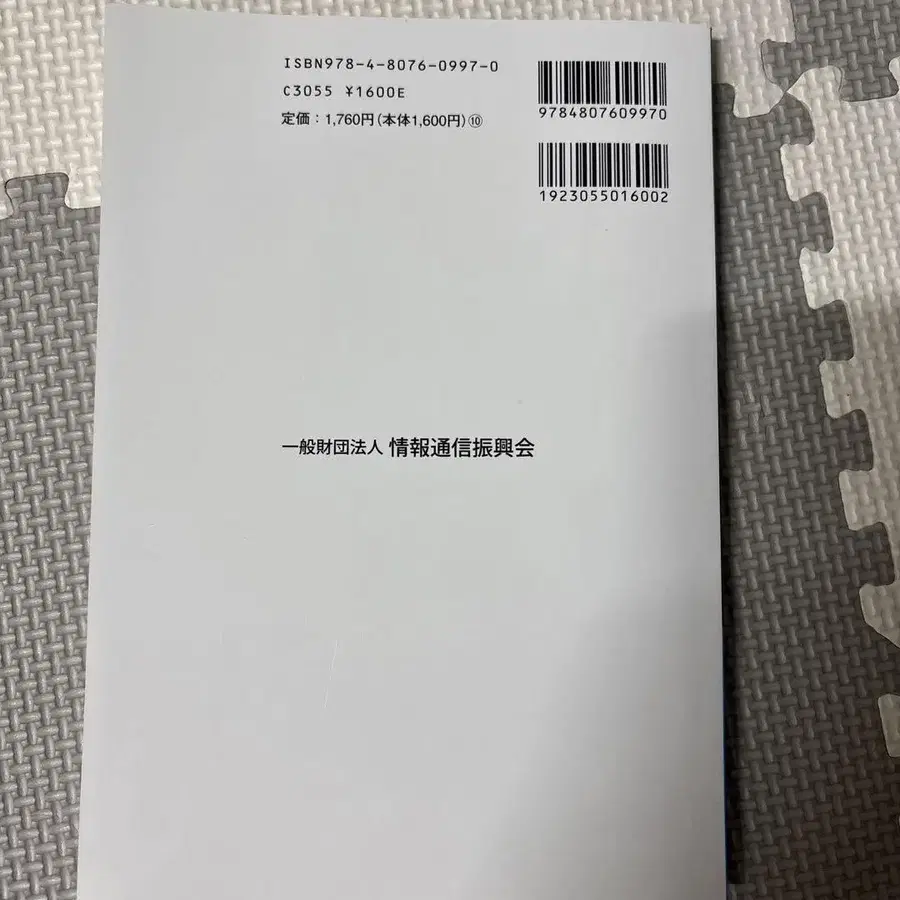 ISBN978-4-8076-0997-0
C3055 ¥1600E
定価：1,760円(本体1,600円)⑩
9784807609970
1923055016002
一般財団法人 情報通信振興会